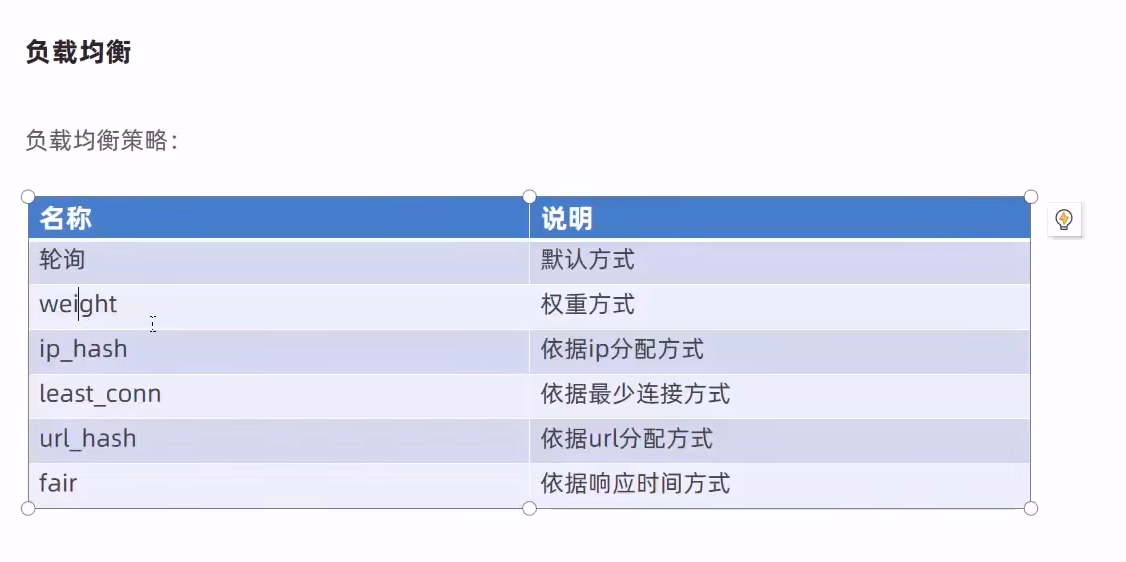 负载均衡
负载均衡策略：
名称 说明
轮询 默认方式
weight 权重方式
ip_hash 依据ip分配方式
least_conn 依据最少连接方式
url_hash 依据url分配方式
fair 依据响应时间方式